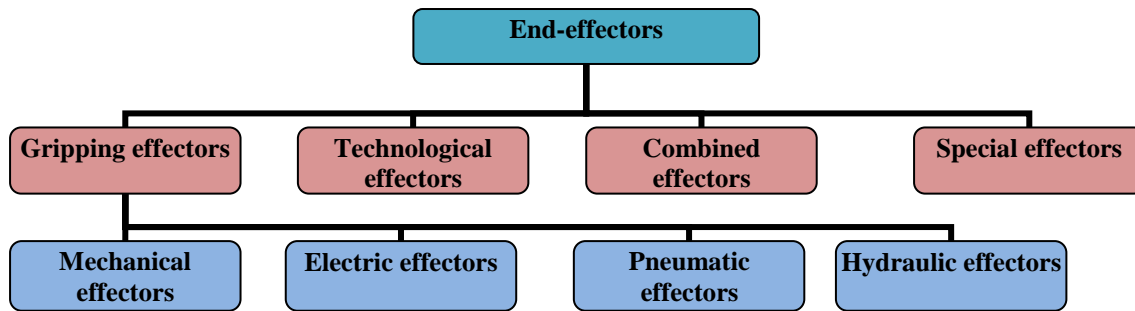 End-effectors
Gripping effectors
Technological
effectors
Combined
effectors
Special effectors
Mechanical
effectors
Electric effectors
Pneumatic
effectors
Hydraulic effectors